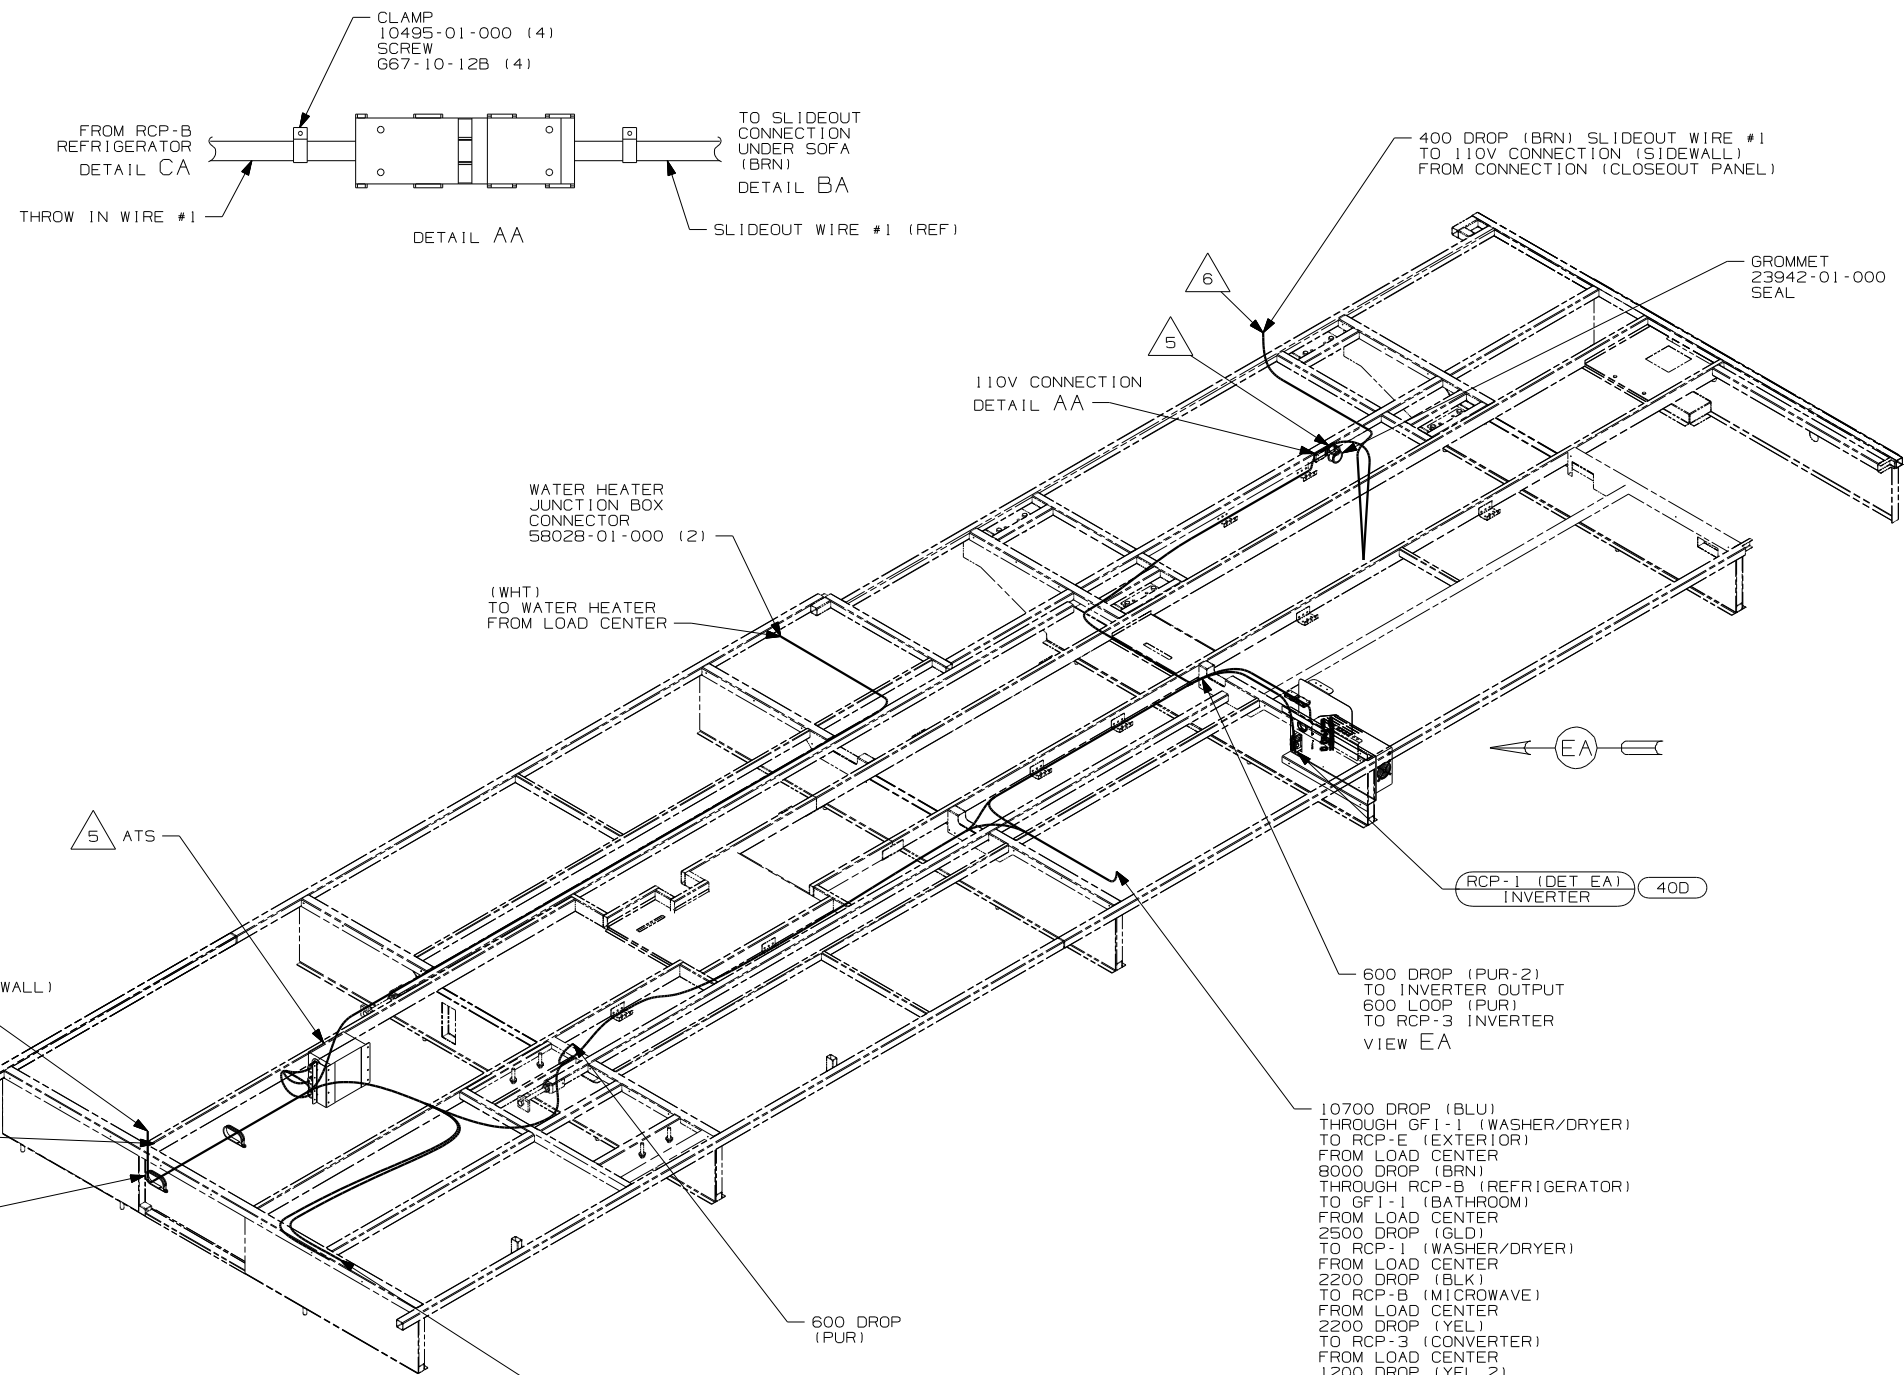 CLAMP
10495-01-000 (4)
SCREW
G67-10-12B (4)
FROM RCP-B
REFRIGERATOR
DETAIL CA
TO SLIDEOUT
CONNECTION
UNDER SOFA
(BRN)
DETAIL BA
THROW IN WIRE #1
SLIDEOUT WIRE #1 (REF)
DETAIL AA
400 DROP (BRN) SLIDEOUT WIRE #1
TO 110V CONNECTION (SIDEWALL)
FROM CONNECTION (CLOSEOUT PANEL)
GROMMET
23942-01-000
SEAL
6
5
110V CONNECTION
DETAIL AA
WATER HEATER
JUNCTION BOX
CONNECTOR
58028-01-000 (2)
(WHT)
TO WATER HEATER
FROM LOAD CENTER
EA
5 ATS
RCP-1 (DET EA)
INVERTER
40D
WALL)
600 DROP (PUR-2)
TO INVERTER OUTPUT
600 LOOP (PUR)
TO RCP-3 INVERTER
VIEW EA
10700 DROP (BLU)
THROUGH GFI-1 (WASHER/DRYER)
TO RCP-E (EXTERIOR)
FROM LOAD CENTER
8000 DROP (BRN)
THROUGH RCP-B (REFRIGERATOR)
TO GFI-1 (BATHROOM)
FROM LOAD CENTER
2500 DROP (GLD)
TO RCP-1 (WASHER/DRYER)
FROM LOAD CENTER
2200 DROP (BLK)
TO RCP-B (MICROWAVE)
FROM LOAD CENTER
2200 DROP (YEL)
TO RCP-3 (CONVERTER)
FROM LOAD CENTER
1200 DROP (YEL-2)
600 DROP
(PUR)